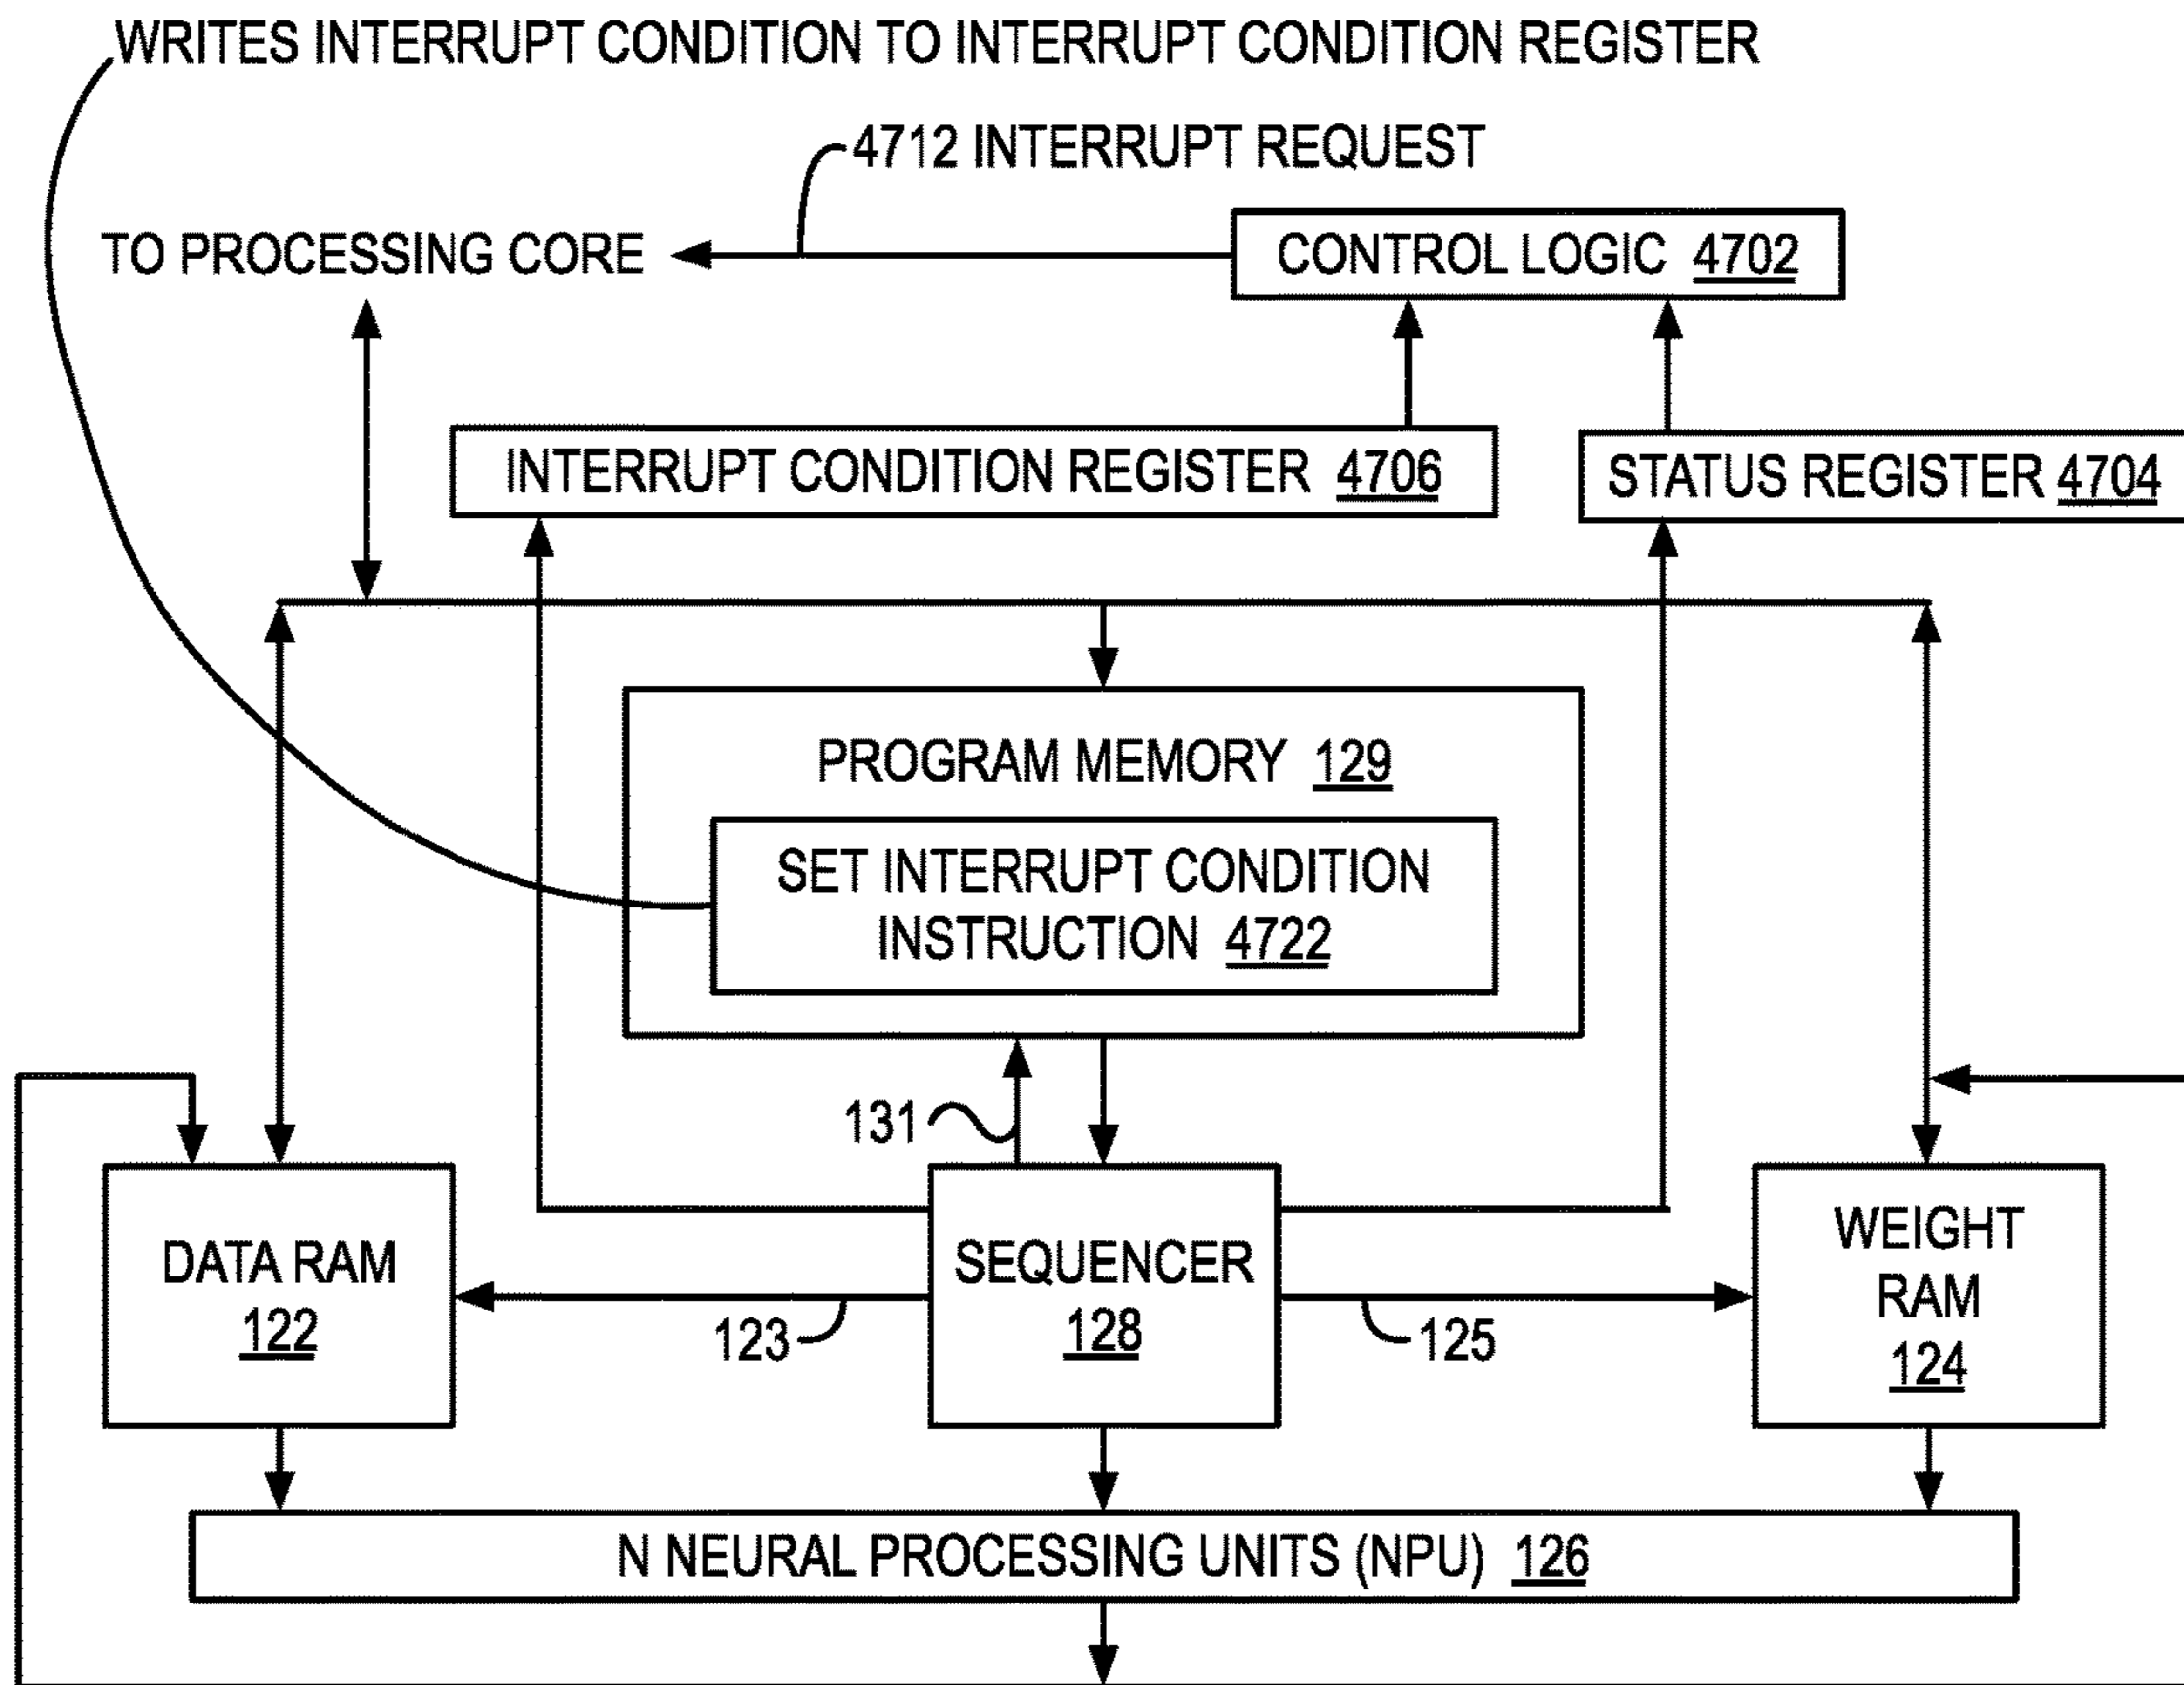 WRITES INTERRUPT CONDITION TO INTERRUPT CONDITION REGISTER
4712 INTERRUPT REQUEST
TO PROCESSING CORE
CONTROL LOGIC 4702
INTERRUPT CONDITION REGISTER 4706
STATUS REGISTER 4704
PROGRAM MEMORY 129
SET INTERRUPT CONDITION
INSTRUCTION 4722
131
DATA RAM
122
123
SEQUENCER
128
125
WEIGHT
RAM
124
N NEURAL PROCESSING UNITS (NPU) 126